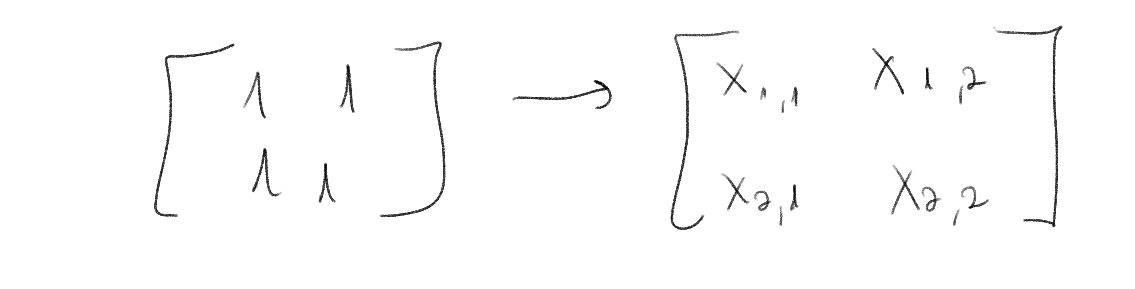 [ 1 1 ] → [ X1,1 X1,2 ]
[ 1 1 ] [ X2,1 X2,2 ]